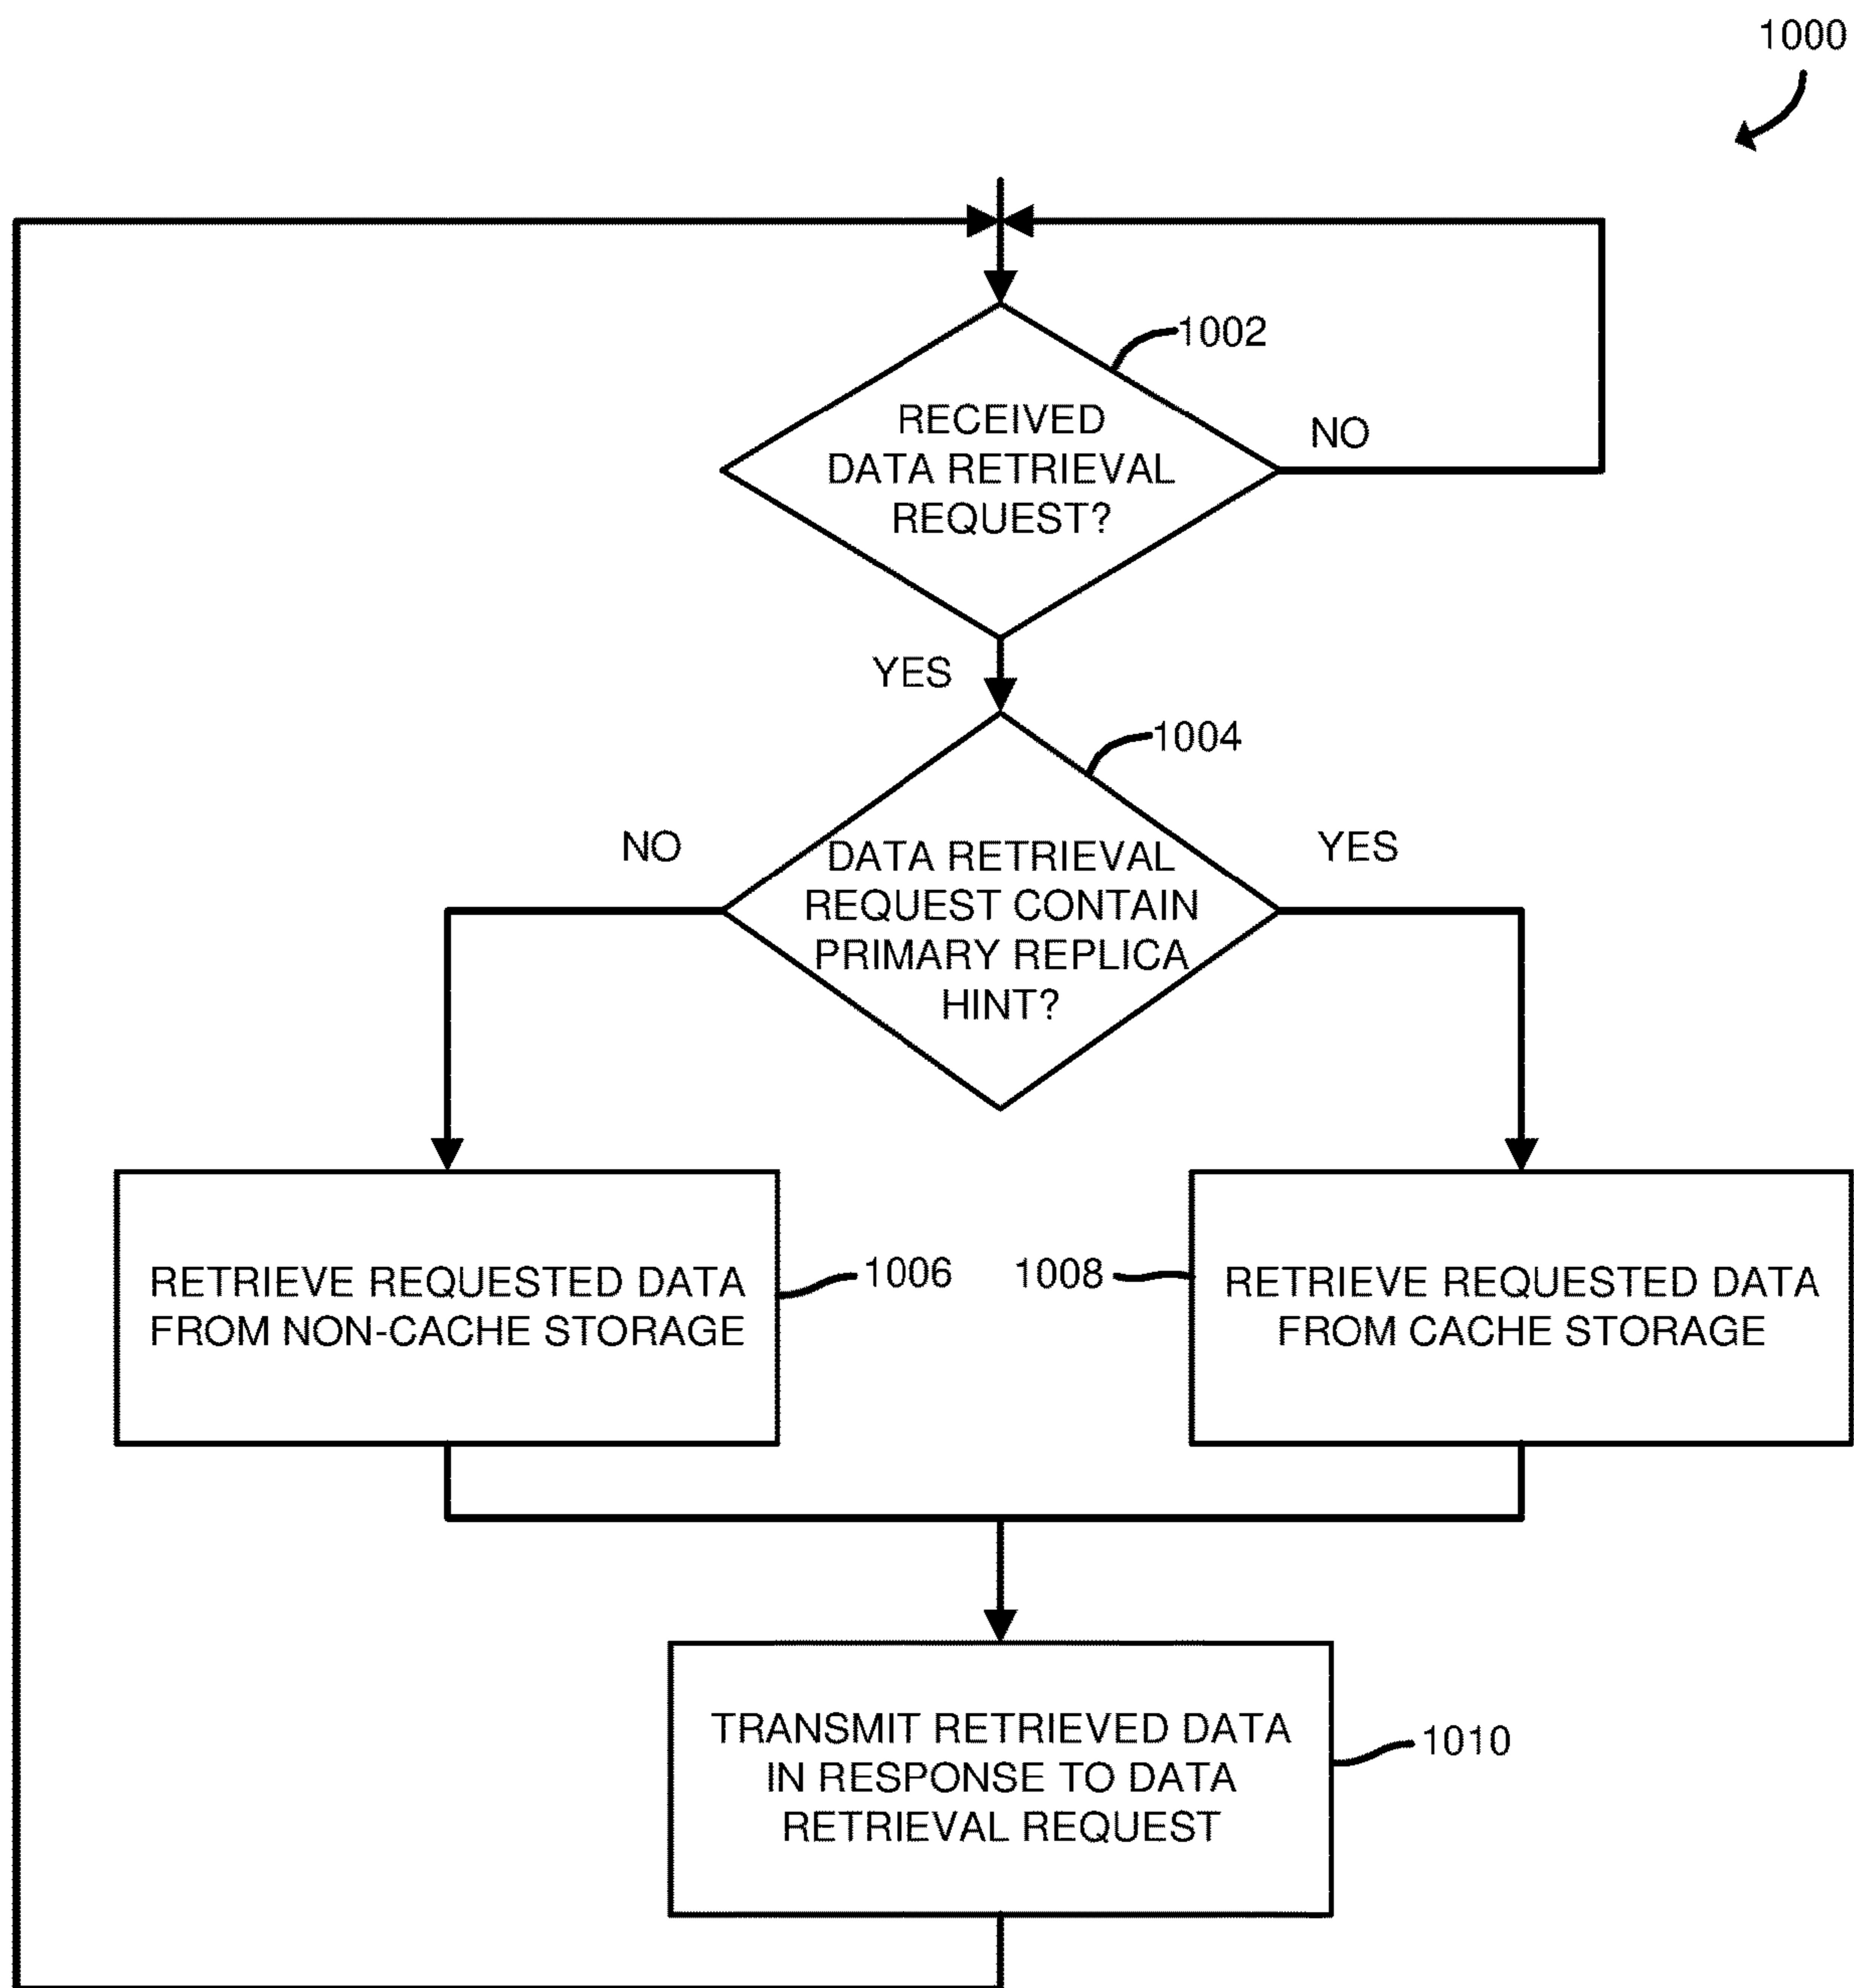 1000
1002
RECEIVED
DATA RETRIEVAL
REQUEST?
NO
YES
1004
NO
YES
DATA RETRIEVAL
REQUEST CONTAIN
PRIMARY REPLICA
HINT?
RETRIEVE REQUESTED DATA
FROM NON-CACHE STORAGE
1006
1008
RETRIEVE REQUESTED DATA
FROM CACHE STORAGE
TRANSMIT RETRIEVED DATA
IN RESPONSE TO DATA
RETRIEVAL REQUEST
1010